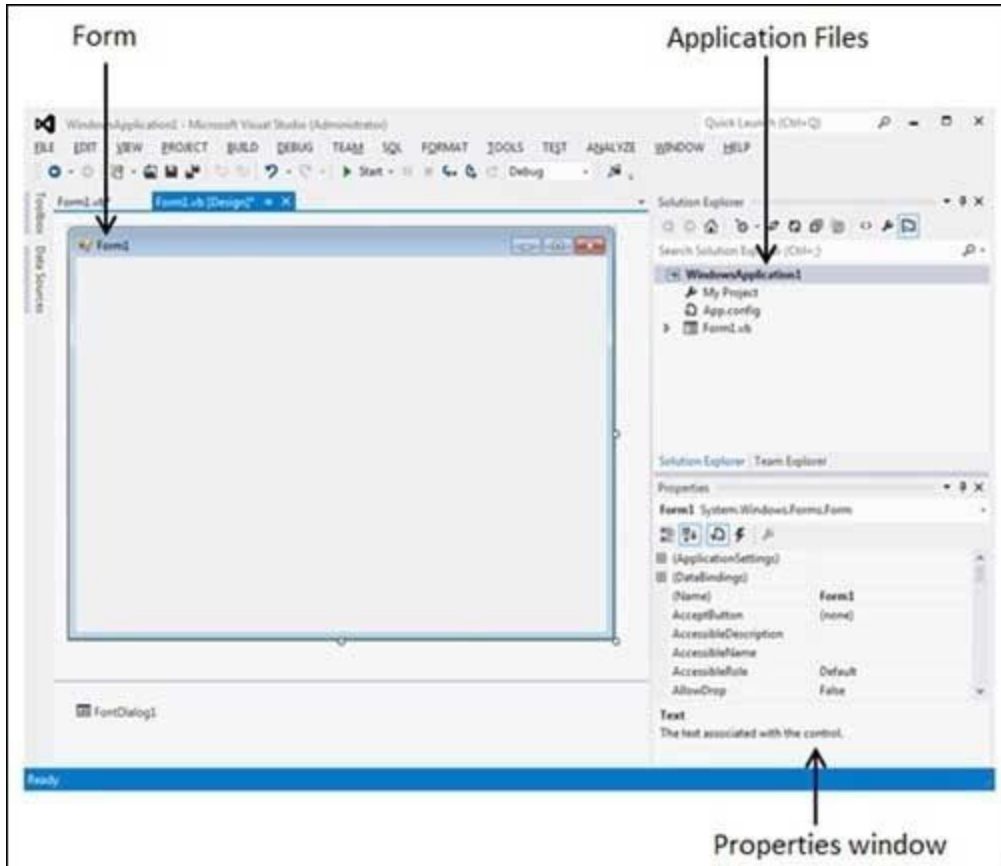 Form
Application Files
WindowsApplication1 - Microsoft Visual Studio (Administrator)
Quick Launch (Ctrl+Q)
FILE EDIT VIEW PROJECT BUILD DEBUG TEAM SQL FORMAT TOOLS TEST ANALYZE WINDOW HELP
Start
Debug
Toolbox
Data Sources
Form1.vb*
Form1.vb [Design]*
Form1
Solution Explorer
Search Solution Explorer (Ctrl+;)
WindowsApplication1
My Project
App.config
Form1.vb
Solution Explorer Team Explorer
Properties
Form1 System.Windows.Forms.Form
(ApplicationSettings)
(DataBindings)
(Name) Form1
AcceptButton (none)
AccessibleDescription
AccessibleName
AccessibleRole Default
AllowDrop False
Text
The text associated with the control.
FontDialog1
Ready
Properties window